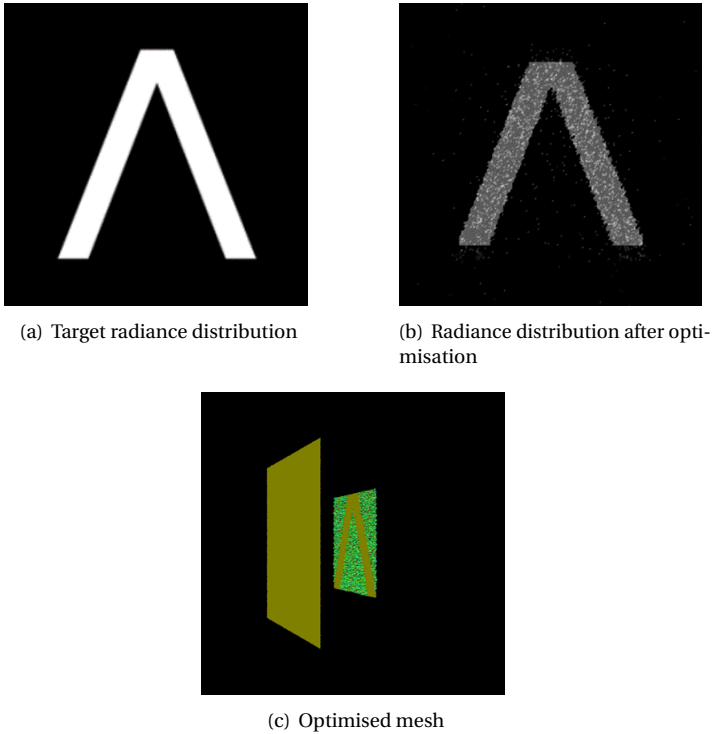 (a) Target radiance distribution
(b) Radiance distribution after opti-
misation
(c) Optimised mesh